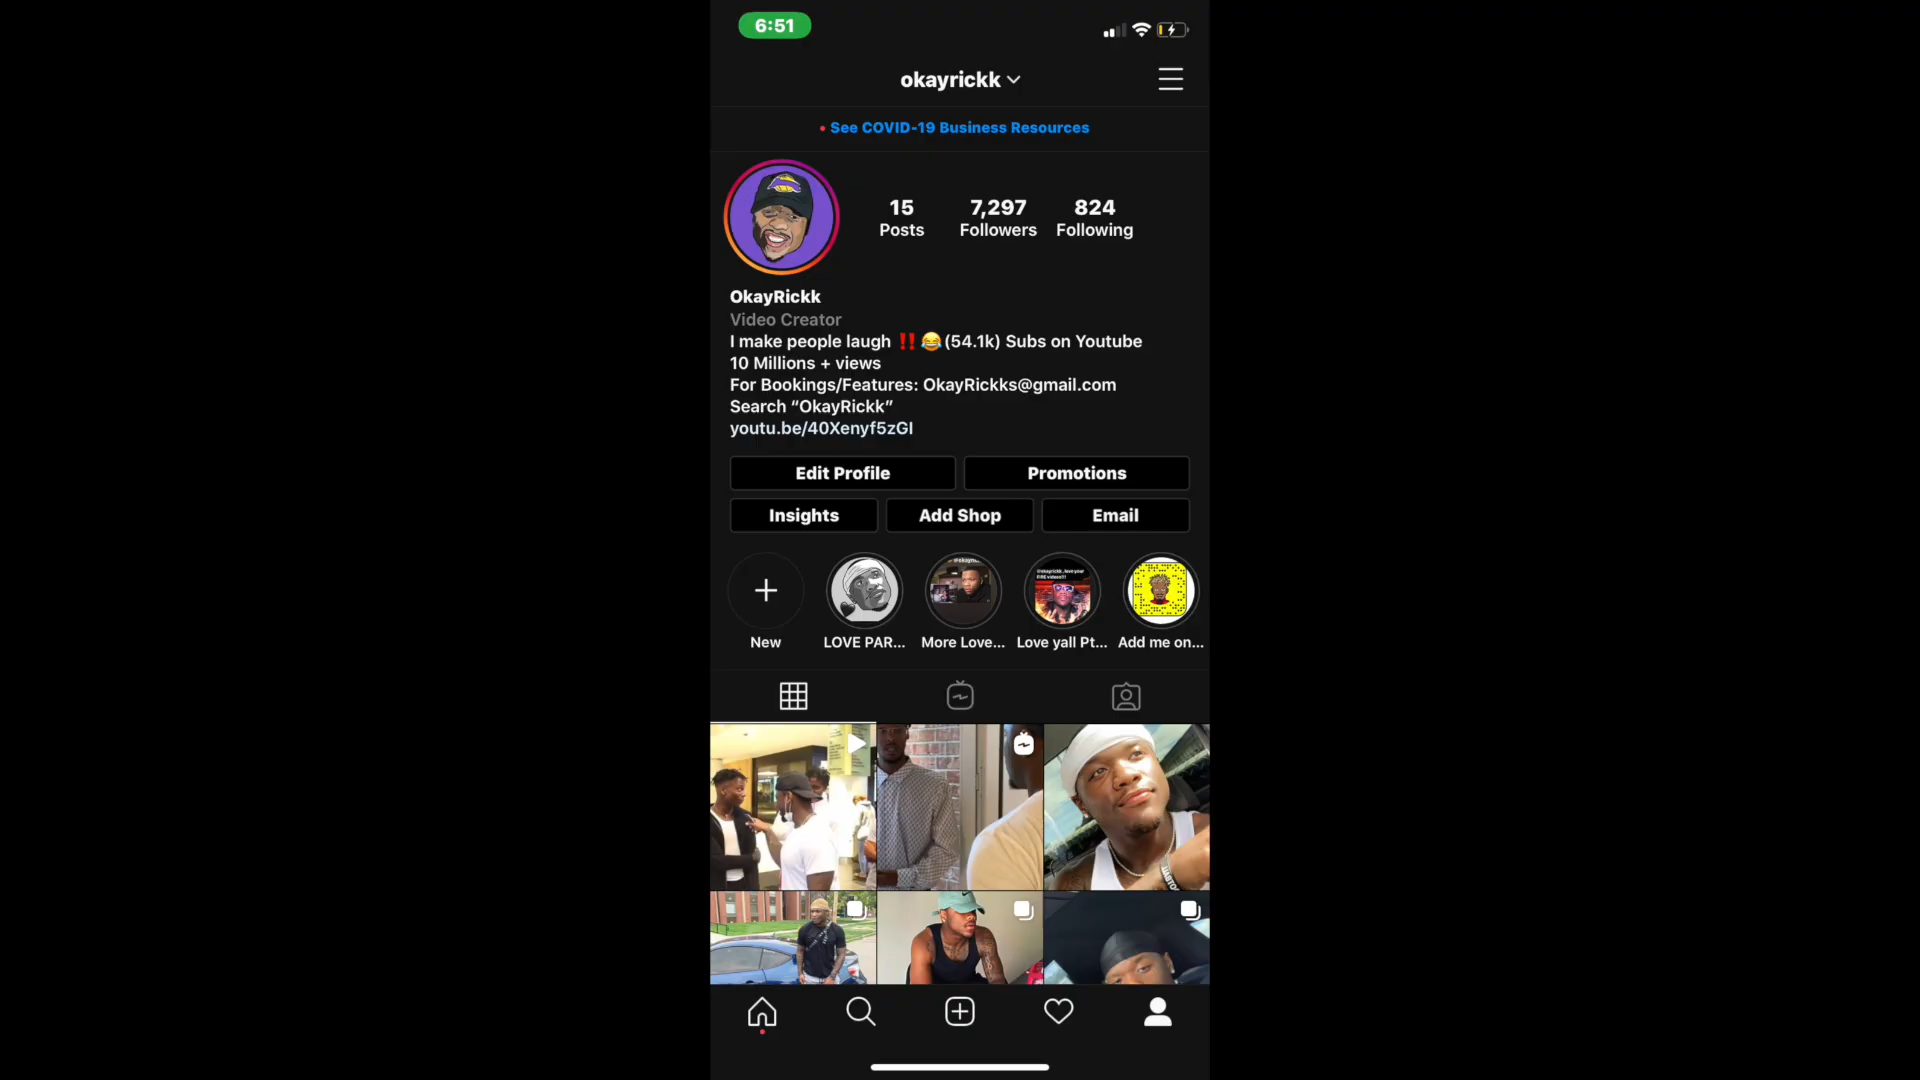 6:51
okayrickk
See COVID-19 Business Resources
15 7,297 824
Posts Followers Following
OkayRickk
Video Creator
I make people laugh ‼️😂(54.1k) Subs on Youtube
10 Millions + views
For Bookings/Features: OkayRickks@gmail.com
Search “OkayRickk”
youtu.be/40Xenyf5zGI
Edit Profile Promotions
Insights Add Shop Email
New LOVE PAR... More Love... Love yall Pt... Add me on...